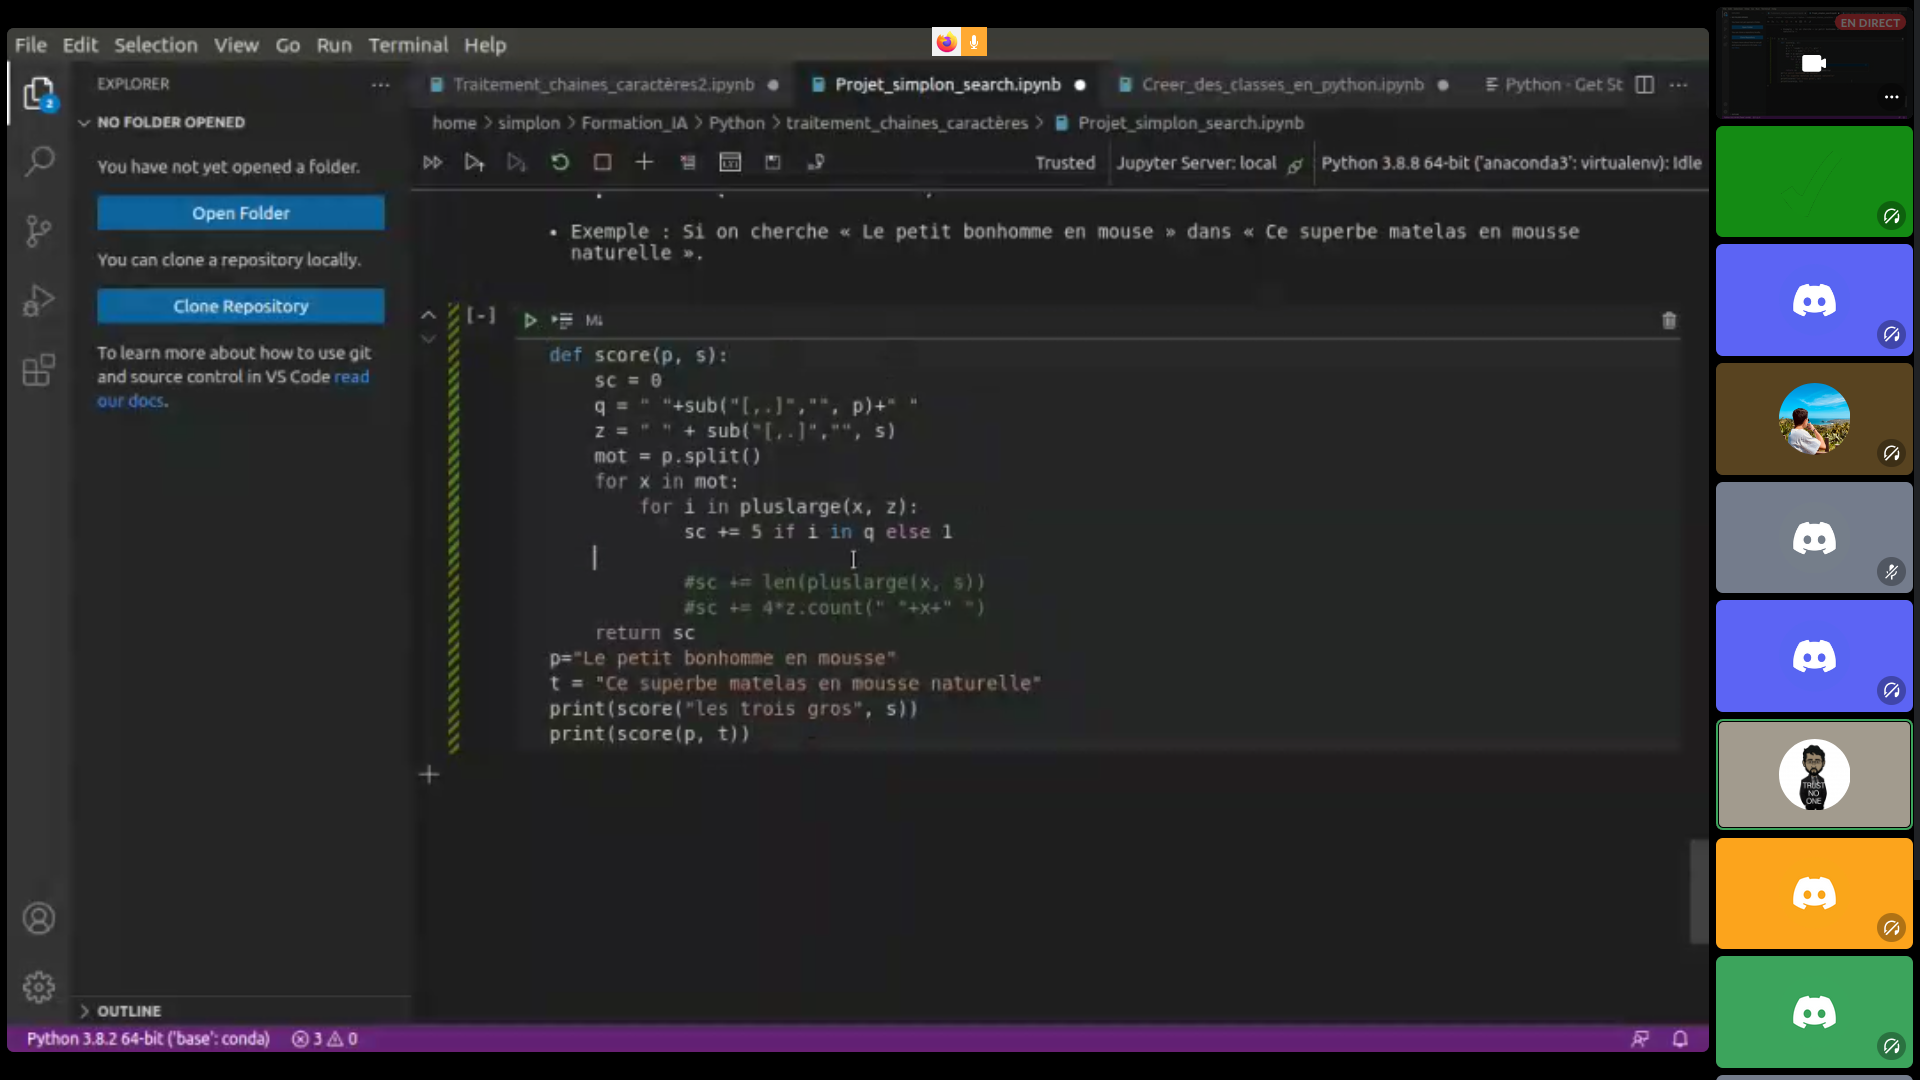 File Edit Selection View Go Run Terminal Help
EXPLORER
Traitement_chaines_caractères2.ipynb
Projet_simplon_search.ipynb
Creer_des_classes_en_python.ipynb
Python - Get St
NO FOLDER OPENED
home > simplon > Formation_IA > Python > traitement_chaines_caractères > Projet_simplon_search.ipynb
You have not yet opened a folder.
Trusted
Jupyter Server: local
Python 3.8.8 64-bit ('anaconda3': virtualenv): Idle
Open Folder
You can clone a repository locally.
Clone Repository
To learn more about how to use git
and source control in VS Code read
our docs.
• Exemple : Si on cherche « Le petit bonhomme en mouse » dans « Ce superbe matelas en mousse
naturelle ».
[-]
M↓
def score(p, s):
sc = 0
q = " "+sub("[,.]","", p)+" "
z = " " + sub("[,.]","", s)
mot = p.split()
for x in mot:
for i in pluslarge(x, z):
sc += 5 if i in q else 1
#sc += len(pluslarge(x, s))
#sc += 4*z.count(" "+x+" ")
return sc
p="Le petit bonhomme en mousse"
t = "Ce superbe matelas en mousse naturelle"
print(score("les trois gros", s))
print(score(p, t))
OUTLINE
Python 3.8.2 64-bit ('base': conda)
3
0
2
EN DIRECT
TRUST
NO
ONE